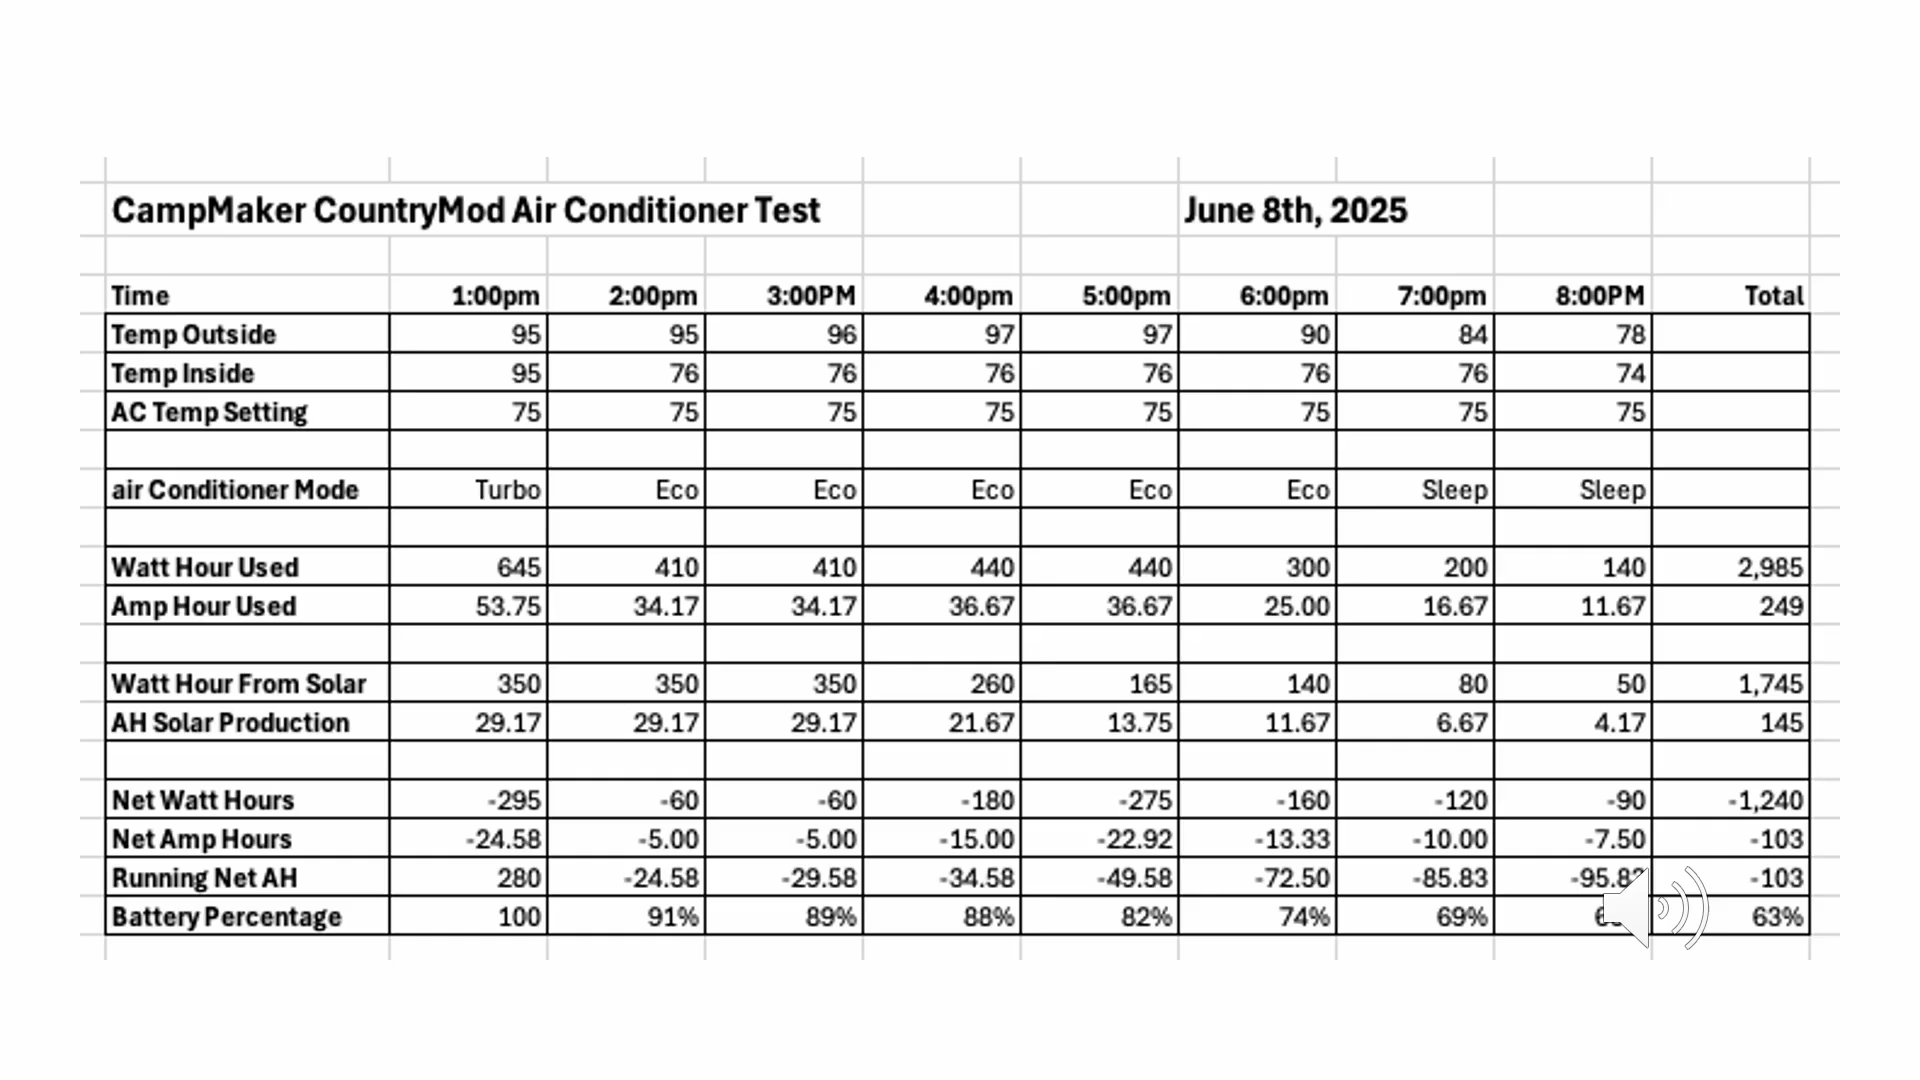 CampMaker CountryMod Air Conditioner Test June 8th, 2025
Time 1:00pm 2:00pm 3:00PM 4:00pm 5:00pm 6:00pm 7:00pm 8:00PM Total
Temp Outside 95 95 96 97 97 90 84 78
Temp Inside 95 76 76 76 76 76 76 74
AC Temp Setting 75 75 75 75 75 75 75 75
air Conditioner Mode Turbo Eco Eco Eco Eco Eco Sleep Sleep
Watt Hour Used 645 410 410 440 440 300 200 140 2,985
Amp Hour Used 53.75 34.17 34.17 36.67 36.67 25.00 16.67 11.67 249
Watt Hour From Solar 350 350 350 260 165 140 80 50 1,745
AH Solar Production 29.17 29.17 29.17 21.67 13.75 11.67 6.67 4.17 145
Net Watt Hours -295 -60 -60 -180 -275 -160 -120 -90 -1,240
Net Amp Hours -24.58 -5.00 -5.00 -15.00 -22.92 -13.33 -10.00 -7.50 -103
Running Net AH 280 -24.58 -29.58 -34.58 -49.58 -72.50 -85.83 -95.83 -103
Battery Percentage 100 91% 89% 88% 82% 74% 69% 63%